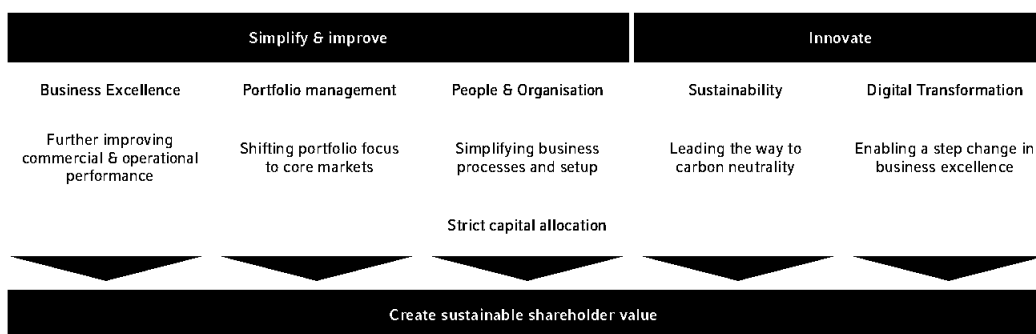 Simplify & improve
Innovate
Business Excellence
Further improving
commercial & operational
performance
Portfolio management
Shifting portfolio focus
to core markets
People & Organisation
Simplifying business
processes and setup
Sustainability
Leading the way to
carbon neutrality
Digital Transformation
Enabling a step change in
business excellence
Strict capital allocation
Create sustainable shareholder value